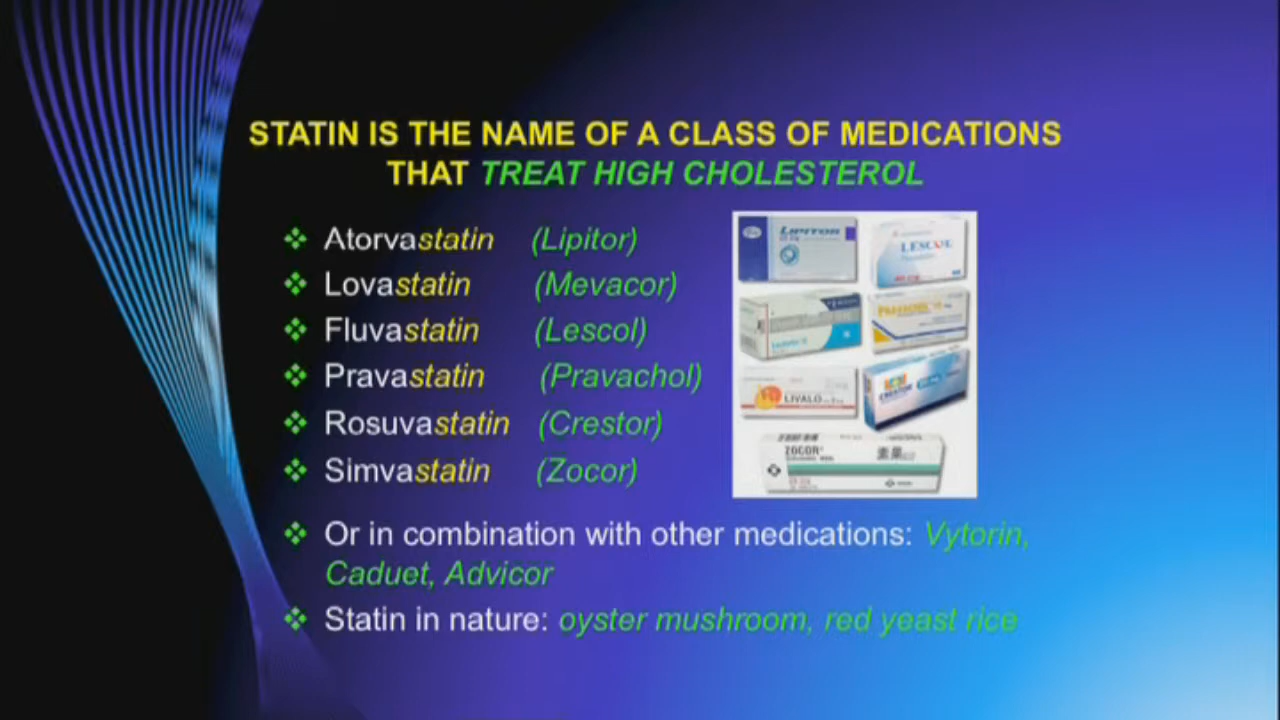 STATIN IS THE NAME OF A CLASS OF MEDICATIONS
THAT TREAT HIGH CHOLESTEROL
Atorvastatin (Lipitor)
Lovastatin (Mevacor)
Fluvastatin (Lescol)
Pravastatin (Pravachol)
Rosuvastatin (Crestor)
Simvastatin (Zocor)
LIPITOR
LESCOL
LIVALO
CRESTOR
ZOCOR
Or in combination with other medications: Vytorin,
Caduet, Advicor
Statin in nature: oyster mushroom, red yeast rice